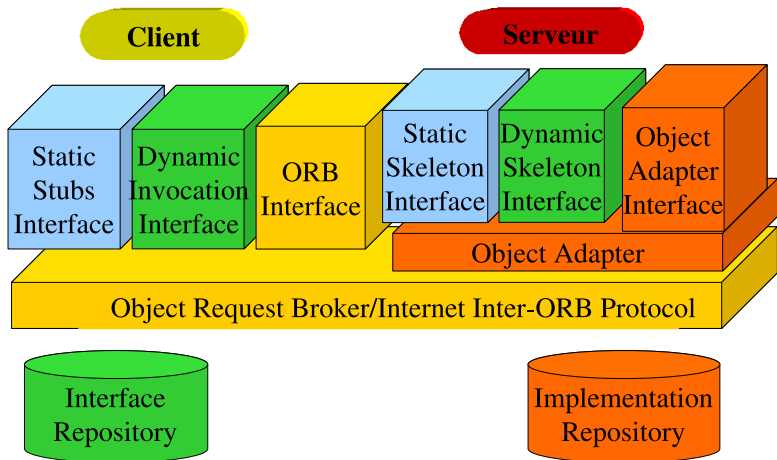 Client
Serveur
Static
Stubs
Interface
Dynamic
Invocation
Interface
ORB
Interface
Static
Skeleton
Interface
Dynamic
Skeleton
Interface
Object
Adapter
Interface
Object Adapter
Object Request Broker/Internet Inter-ORB Protocol
Interface
Repository
Implementation
Repository